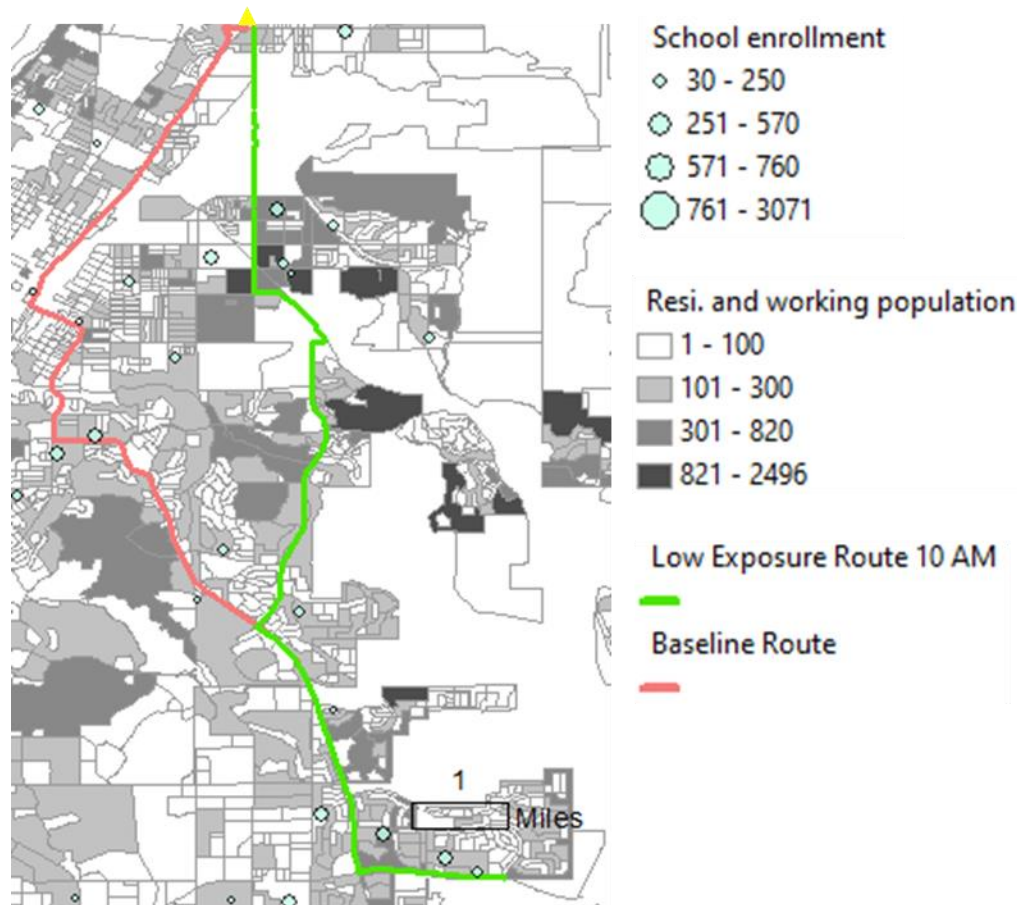 School enrollment
30 - 250
251 - 570
571 - 760
761 - 3071
Resi. and working population
1 - 100
101 - 300
301 - 820
821 - 2496
Low Exposure Route 10 AM
Baseline Route
1
Miles